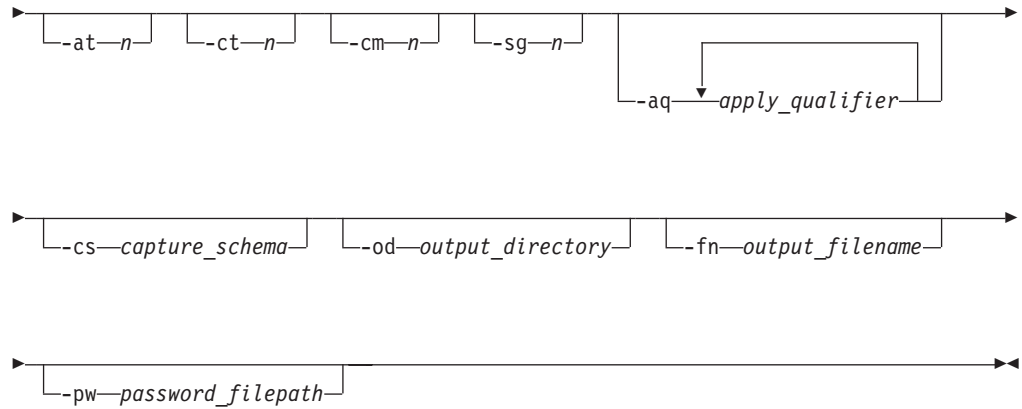 -at n -ct n -cm n -sg n
-aq apply_qualifier
-cs capture_schema -od output_directory -fn output_filename
-pw password_filepath